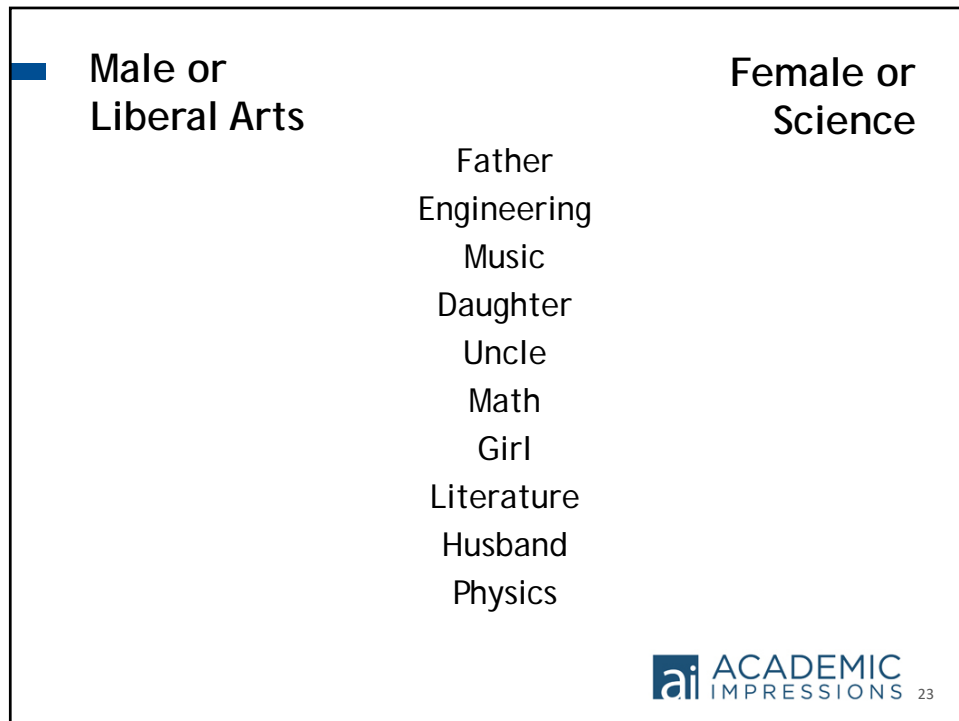 Male or
Liberal Arts
Female or
Science
Father
Engineering
Music
Daughter
Uncle
Math
Girl
Literature
Husband
Physics
ai ACADEMIC
IMPRESSIONS 23